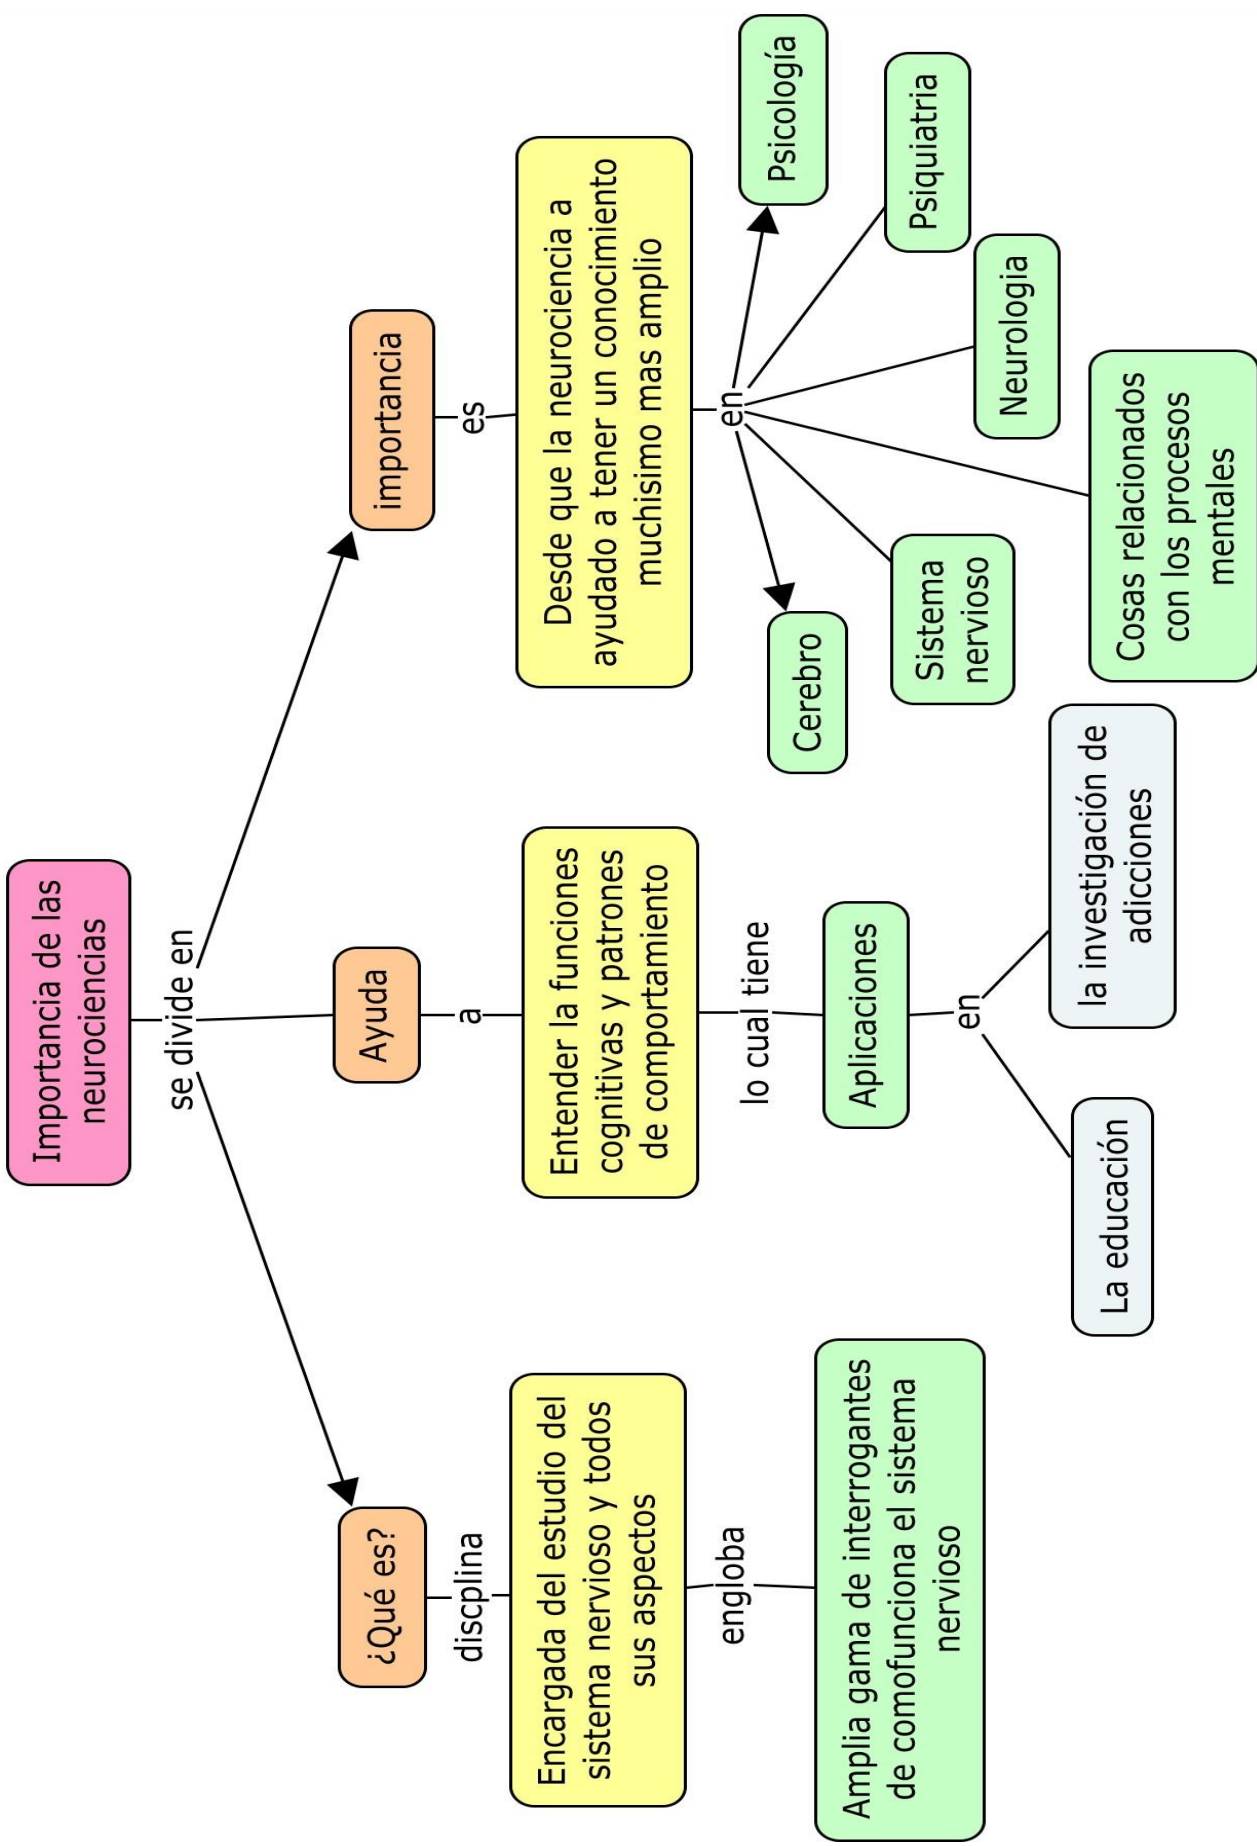 Importancia de las
neurociencias
se divide en
¿Qué es?
discplina
Encargada del estudio del
sistema nervioso y todos
sus aspectos
engloba
Amplia gama de interrogantes
de comofunciona el sistema
nervioso
Ayuda
a
Entender la funciones
cognitivas y patrones
de comportamiento
lo cual tiene
Aplicaciones
en
La educación
la investigación de
adicciones
importancia
es
Desde que la neurociencia a
ayudado a tener un conocimiento
muchisimo mas amplio
en
Cerebro
Sistema
nervioso
Cosas relacionados
con los procesos
mentales
Neurologia
Psiquiatria
Psicología